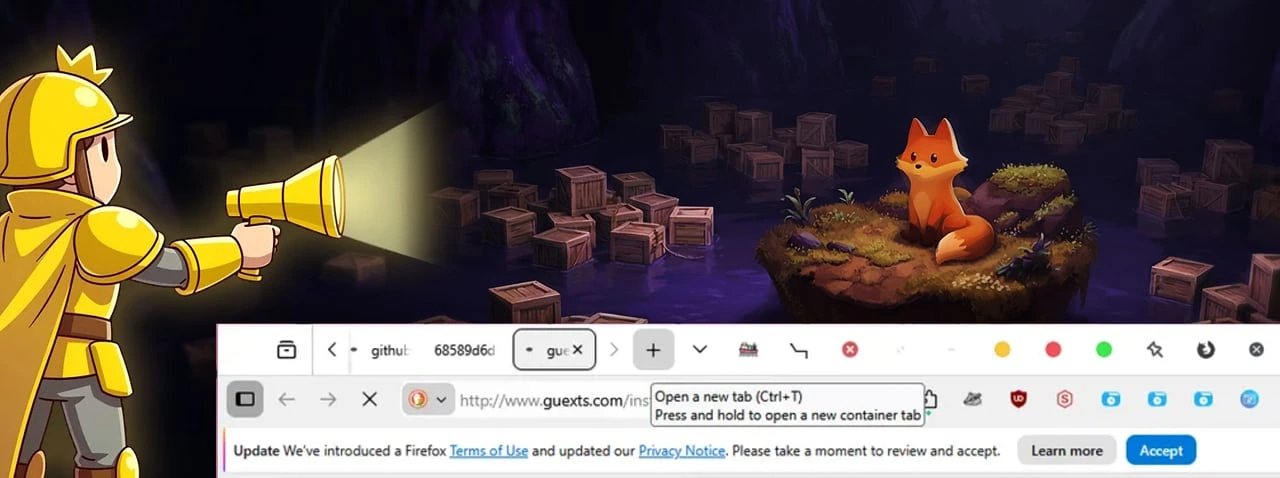 github
68589d6d
gue
http://www.guexts.com/ins
Open a new tab (Ctrl+T)
Press and hold to open a new container tab
Update We've introduced a Firefox Terms of Use and updated our Privacy Notice. Please take a moment to review and accept.
Learn more
Accept